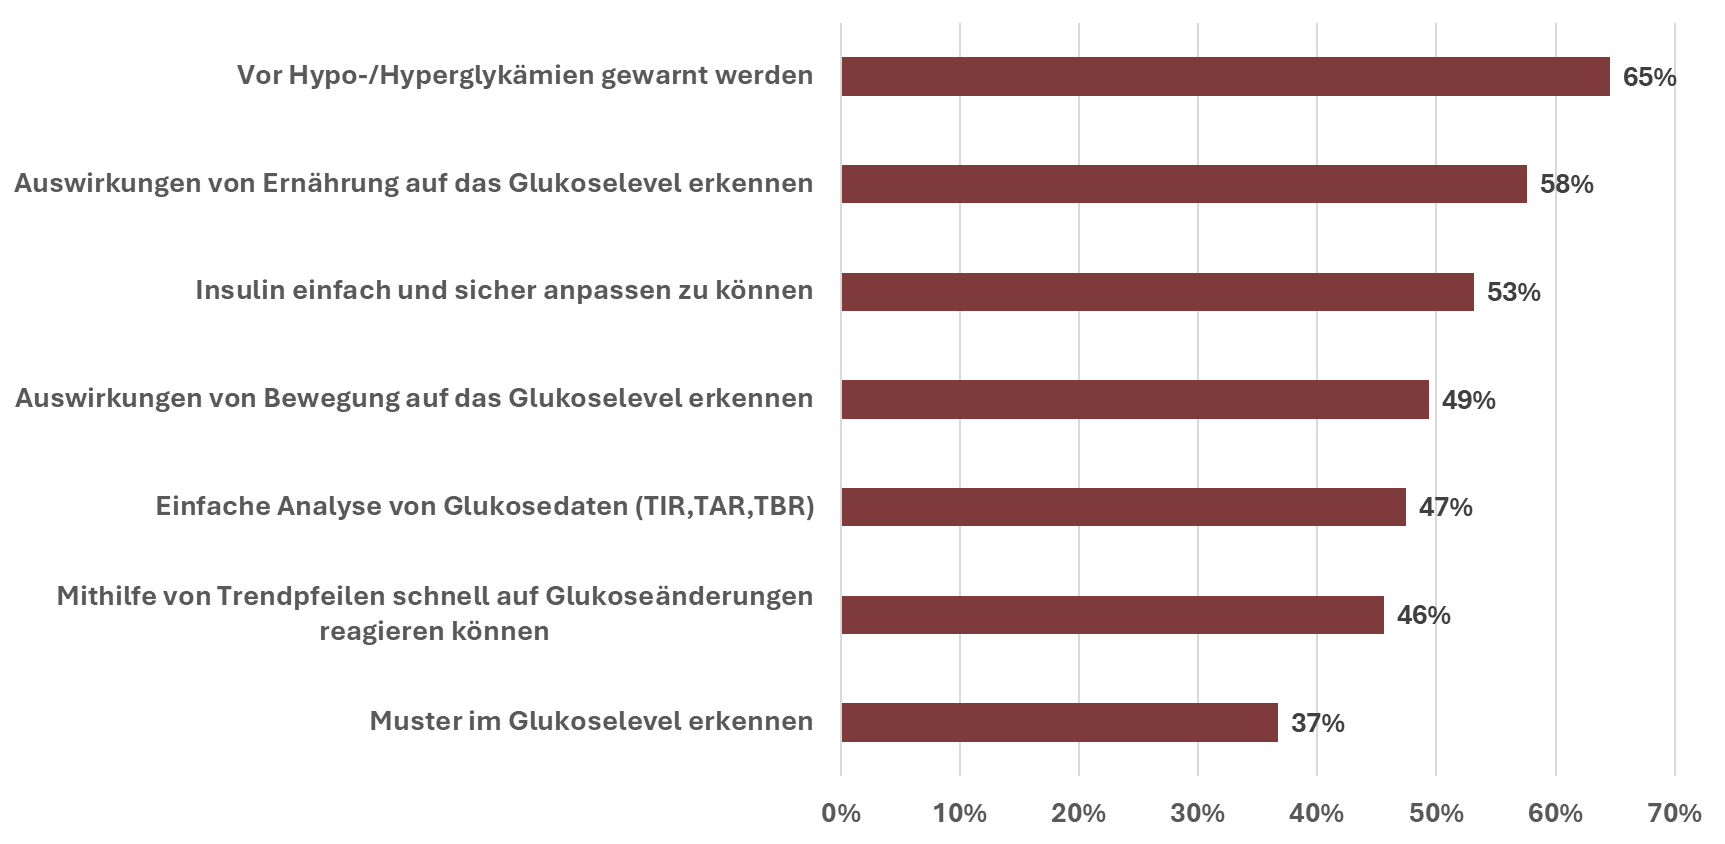 Vor Hypo-/Hyperglykämien gewarnt werden
65%
Auswirkungen von Ernährung auf das Glukoselevel erkennen
58%
Insulin einfach und sicher anpassen zu können
53%
Auswirkungen von Bewegung auf das Glukoselevel erkennen
49%
Einfache Analyse von Glukosedaten (TIR,TAR,TBR)
47%
Mithilfe von Trendpfeilen schnell auf Glukoseänderungen
reagieren können
46%
Muster im Glukoselevel erkennen
37%
0% 10% 20% 30% 40% 50% 60% 70%